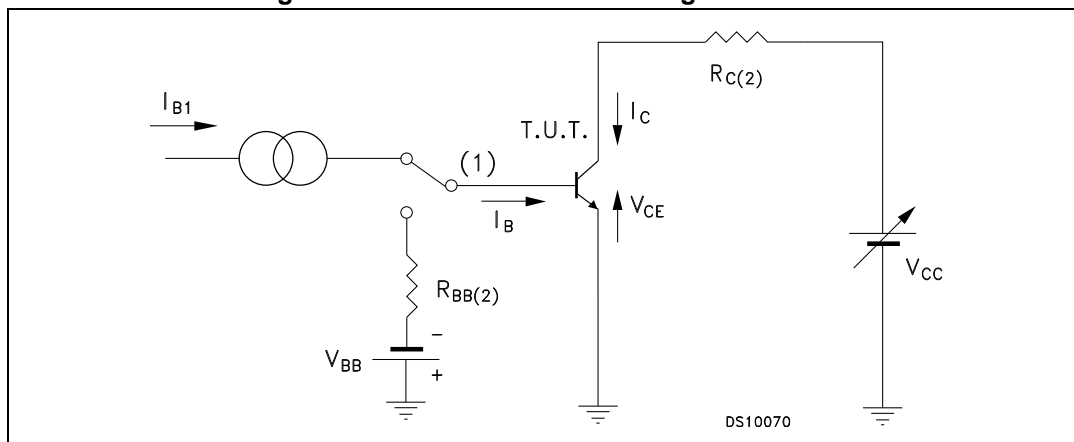 R_C(2)
I_B1
I_C
T.U.T.
(1)
V_CE
I_B
V_CC
R_BB(2)
−
V_BB
+
DS10070